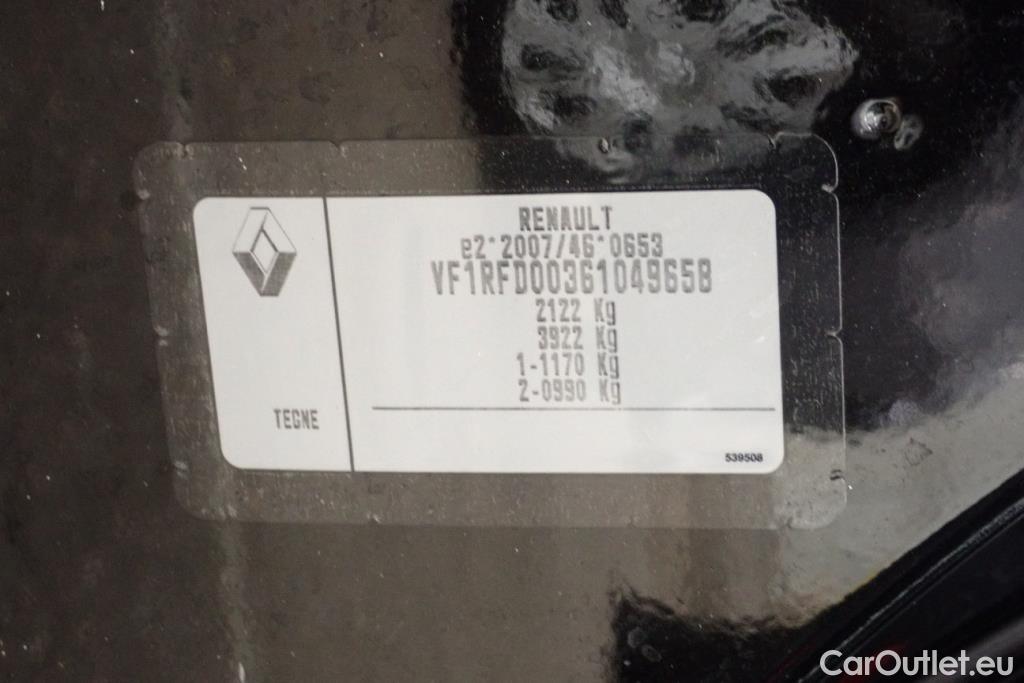 RENAULT
e2*2007/46*0653
VF1RFD00361049658
2122 Kg
3922 Kg
1-1170 Kg
2-0990 Kg
TEGNE
539508
CarOutlet.eu